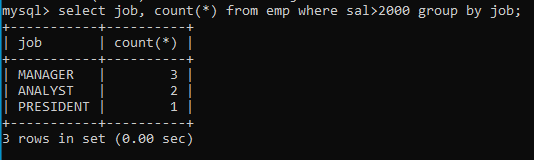 mysql> select job, count(*) from emp where sal>2000 group by job;
+-----------+----------+
| job       | count(*) |
+-----------+----------+
| MANAGER   |        3 |
| ANALYST   |        2 |
| PRESIDENT |        1 |
+-----------+----------+
3 rows in set (0.00 sec)